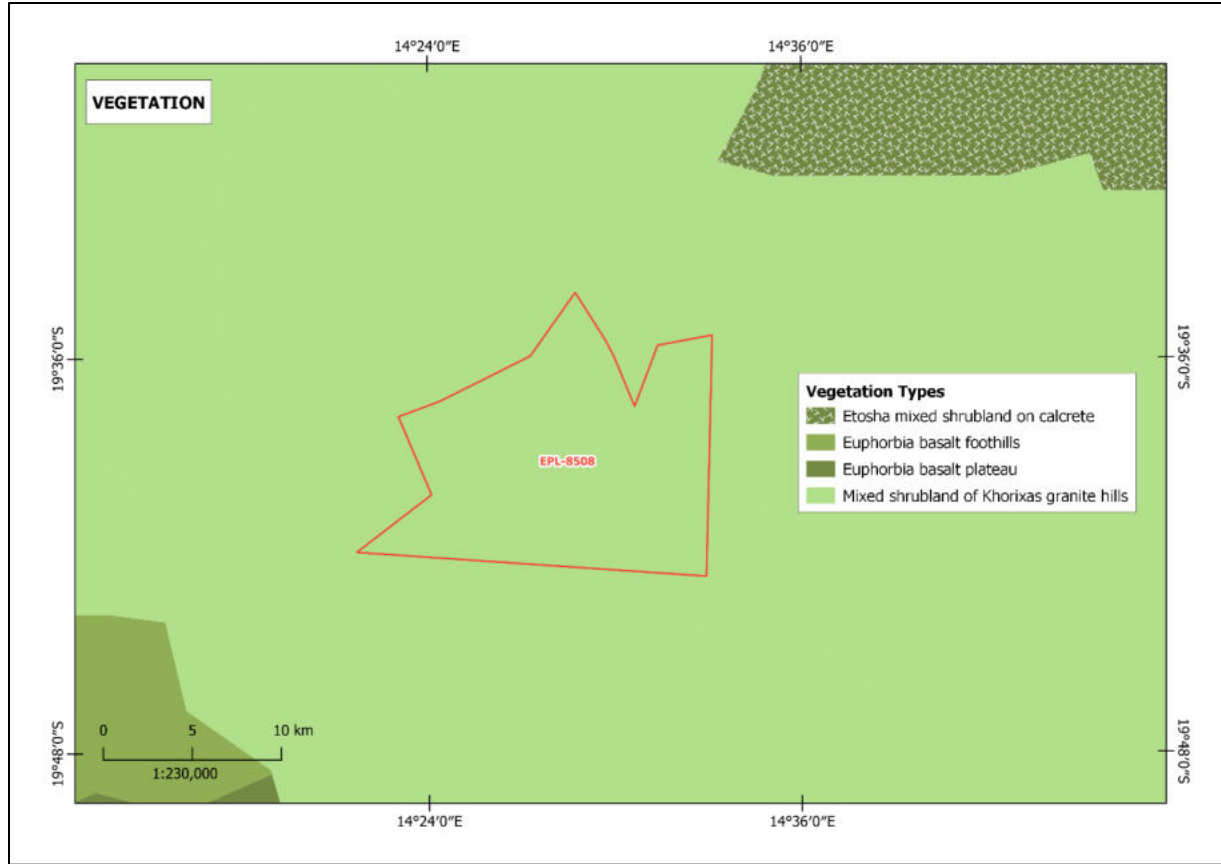 14°24'0"E
14°36'0"E
VEGETATION
19°36'0"S
19°36'0"S
Vegetation Types
Etosha mixed shrubland on calcrete
Euphorbia basalt foothills
Euphorbia basalt plateau
Mixed shrubland of Khorixas granite hills
EPL-8508
0 5 10 km
1:230,000
19°48'0"S
19°48'0"S
14°24'0"E
14°36'0"E